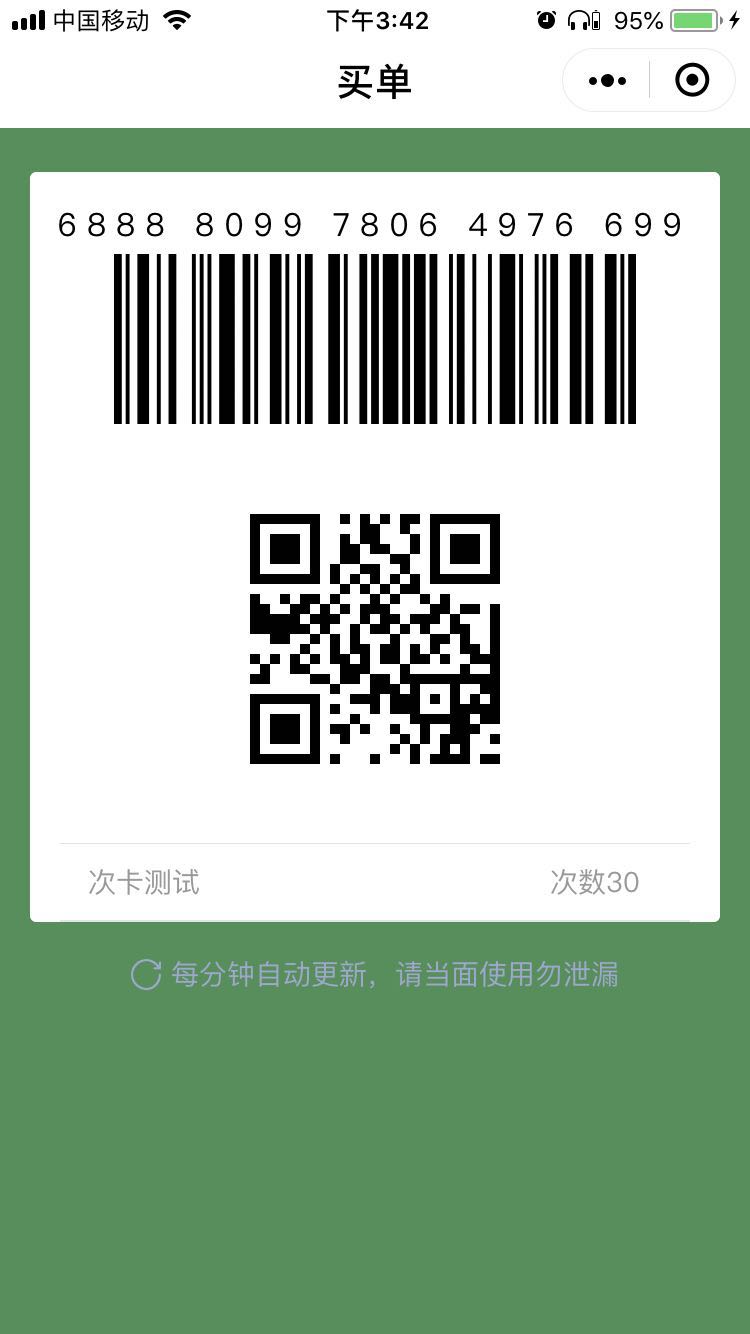 中国移动 下午3:42 95%
买单
6888 8099 7806 4976 699
次卡测试 次数30
每分钟自动更新，请当面使用勿泄漏